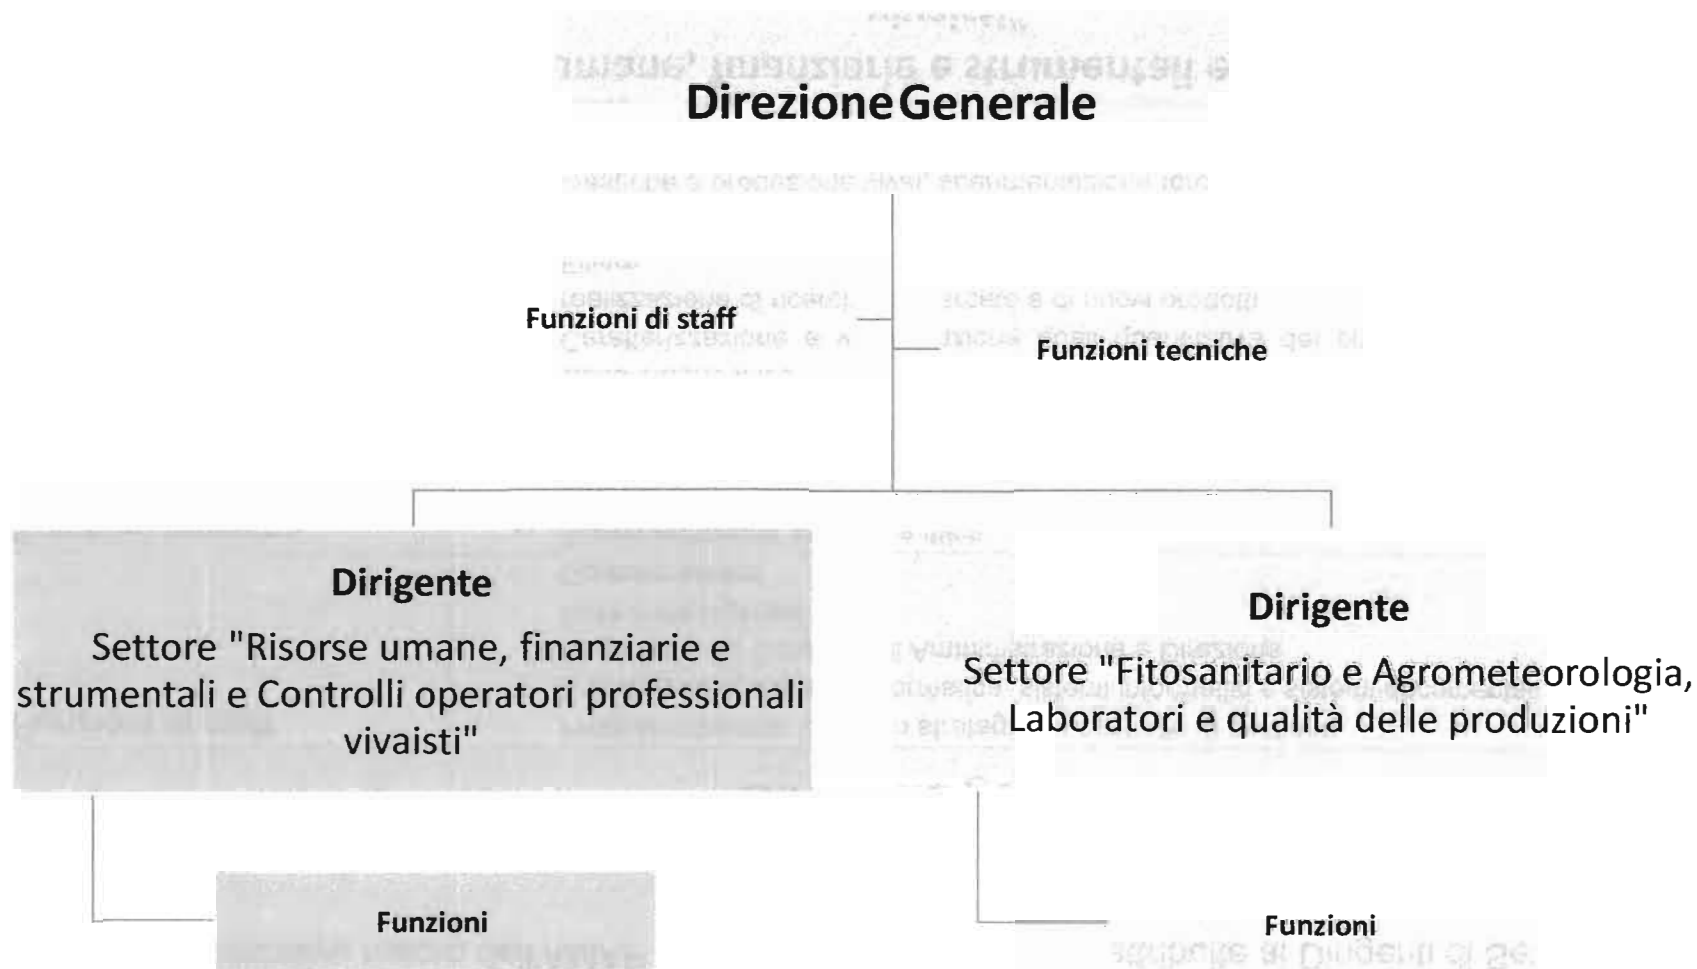 Direzione Generale
Funzioni di staff
Funzioni tecniche
Dirigente
Settore "Risorse umane, finanziarie e
strumentali e Controlli operatori professionali
vivaisti"
Dirigente
Settore "Fitosanitario e Agrometeorologia,
Laboratori e qualità delle produzioni"
Funzioni
Funzioni